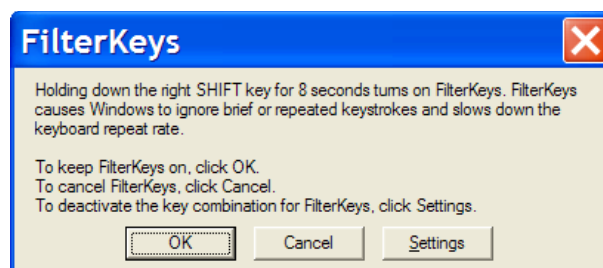 FilterKeys
Holding down the right SHIFT key for 8 seconds turns on FilterKeys. FilterKeys
causes Windows to ignore brief or repeated keystrokes and slows down the
keyboard repeat rate.
To keep FilterKeys on, click OK.
To cancel FilterKeys, click Cancel.
To deactivate the key combination for FilterKeys, click Settings.
OK Cancel Settings